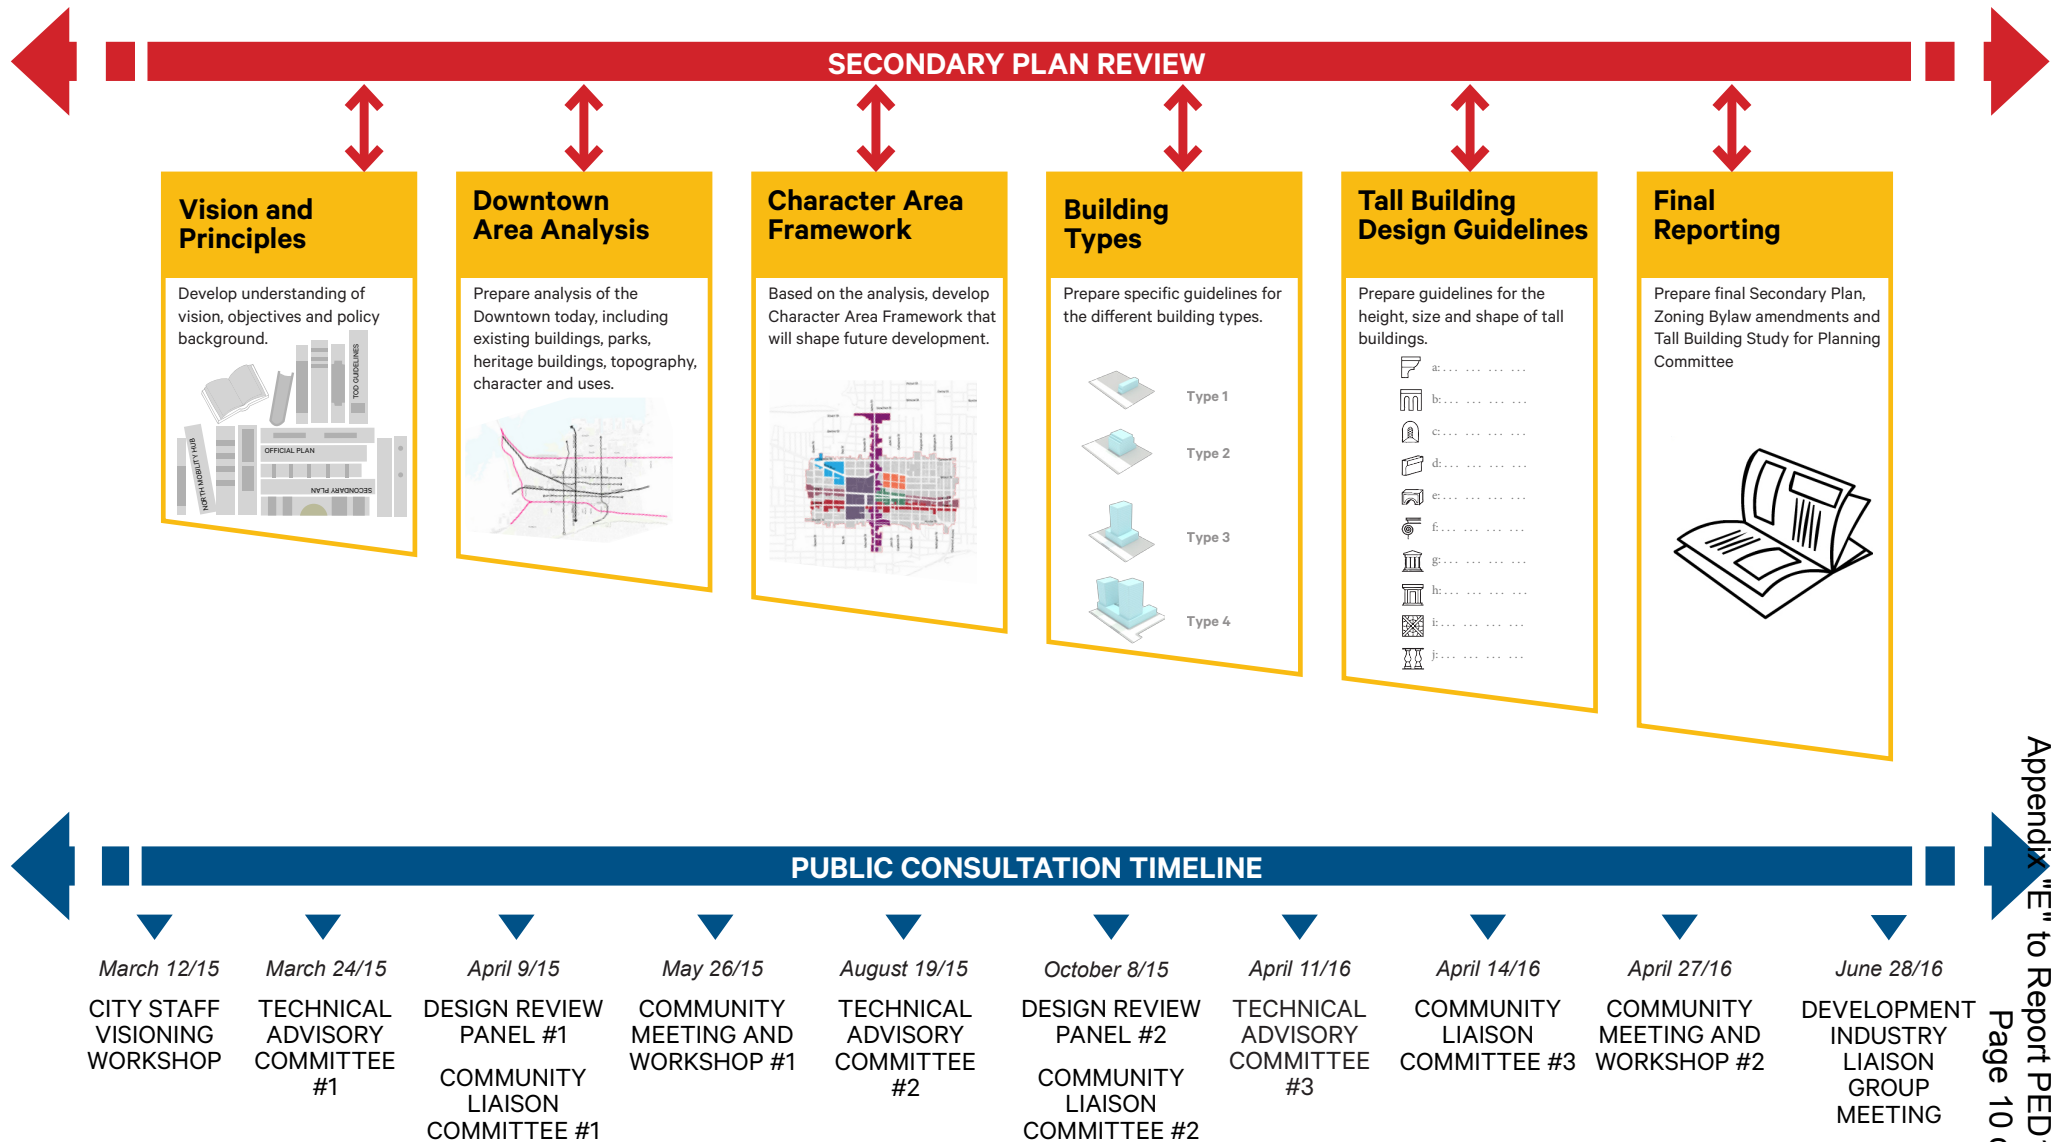 SECONDARY PLAN REVIEW
Vision and
Principles
Develop understanding of
vision, objectives and policy
background.
TOD GUIDELINES
NORTH MOBILITY HUB
OFFICIAL PLAN
SECONDARY PLAN
Downtown
Area Analysis
Prepare analysis of the
Downtown today, including
existing buildings, parks,
heritage buildings, topography,
character and uses.
Character Area
Framework
Based on the analysis, develop
Character Area Framework that
will shape future development.
Building
Types
Prepare specific guidelines for
the different building types.
Type 1
Type 2
Type 3
Type 4
Tall Building
Design Guidelines
Prepare guidelines for the
height, size and shape of tall
buildings.
a:... ... ... ...
b:... ... ... ...
c:... ... ... ...
d:... ... ... ...
e:... ... ... ...
f:... ... ... ...
g:... ... ... ...
h:... ... ... ...
i:... ... ... ...
j:... ... ... ...
Final
Reporting
Prepare final Secondary Plan,
Zoning Bylaw amendments and
Tall Building Study for Planning
Committee
PUBLIC CONSULTATION TIMELINE
March 12/15
CITY STAFF
VISIONING
WORKSHOP
March 24/15
TECHNICAL
ADVISORY
COMMITTEE
#1
April 9/15
DESIGN REVIEW
PANEL #1
COMMUNITY
LIAISON
COMMITTEE #1
May 26/15
COMMUNITY
MEETING AND
WORKSHOP #1
August 19/15
TECHNICAL
ADVISORY
COMMITTEE
#2
October 8/15
DESIGN REVIEW
PANEL #2
COMMUNITY
LIAISON
COMMITTEE #2
April 11/16
TECHNICAL
ADVISORY
COMMITTEE
#3
April 14/16
COMMUNITY
LIAISON
COMMITTEE #3
April 27/16
COMMUNITY
MEETING AND
WORKSHOP #2
June 28/16
DEVELOPMENT
INDUSTRY
LIAISON
GROUP
MEETING
Appendix "E" to Report PED
Page 10